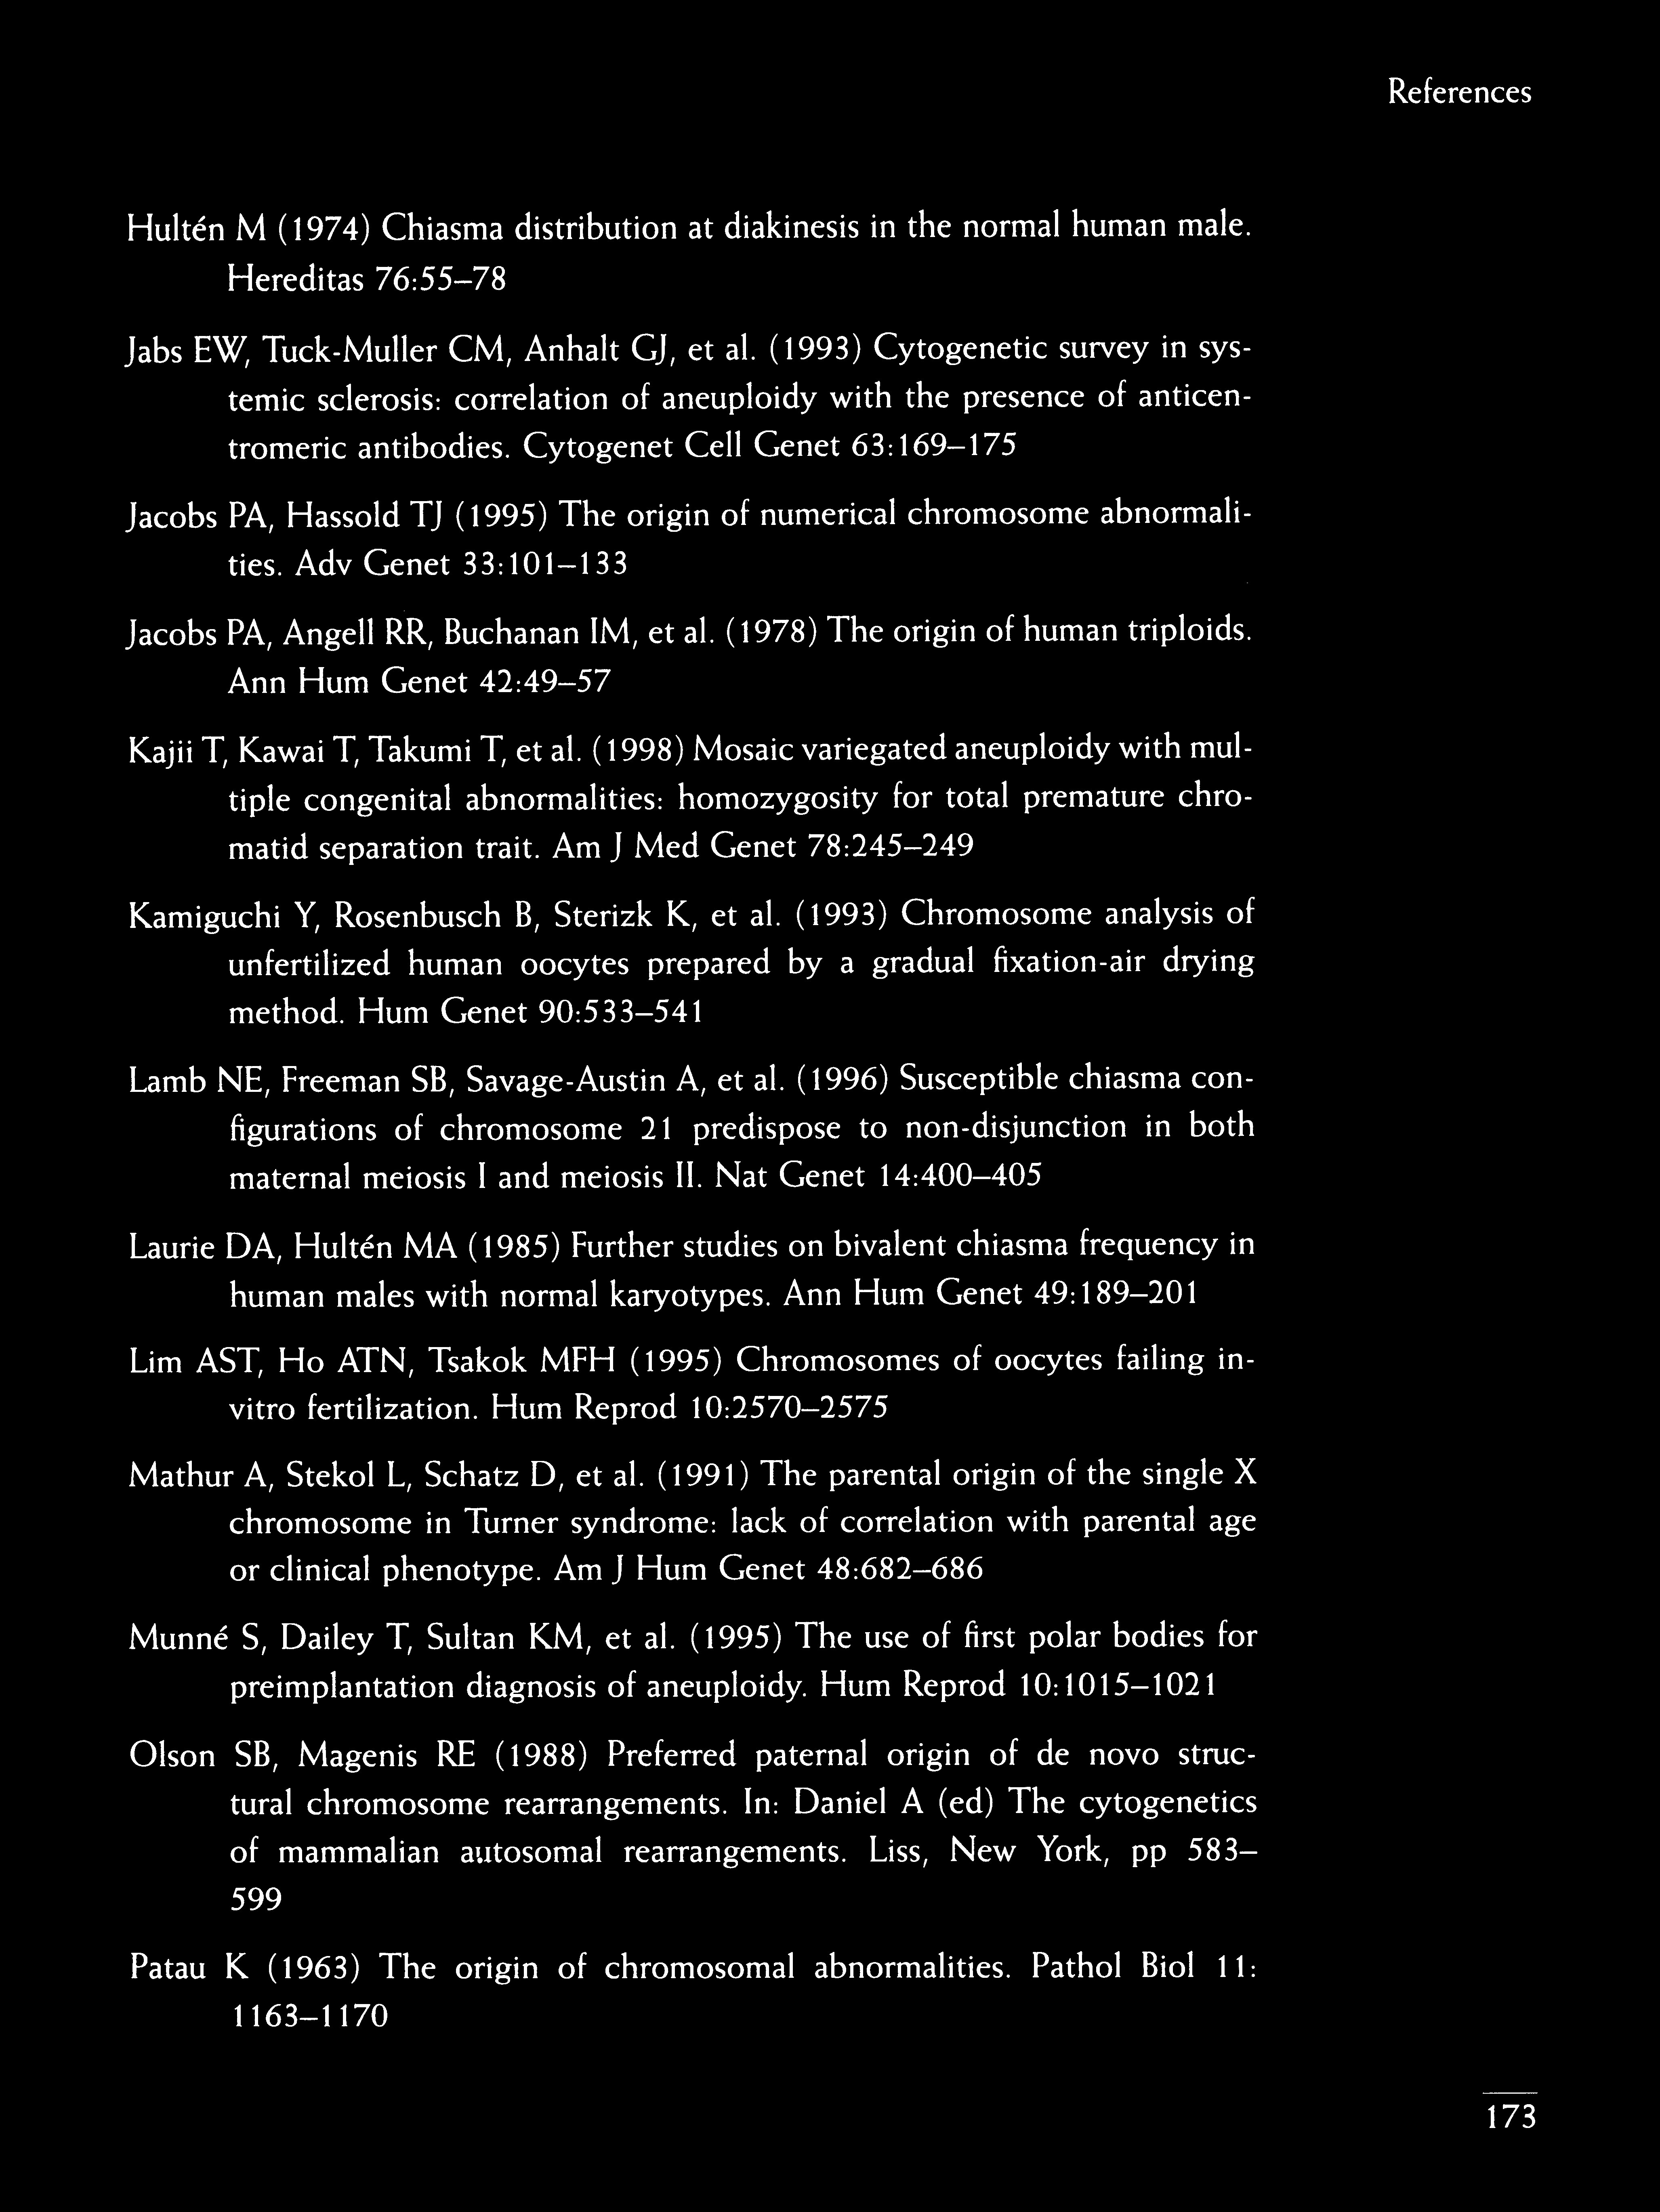 References
Hultén M (1974) Chiasma distribution at diakinesis in the normal human male.
Hereditas 76:55–78
Jabs EW, Tuck-Muller CM, Anhalt GJ, et al. (1993) Cytogenetic survey in sys-
temic sclerosis: correlation of aneuploidy with the presence of anticen-
tromeric antibodies. Cytogenet Cell Genet 63:169–175
Jacobs PA, Hassold TJ (1995) The origin of numerical chromosome abnormali-
ties. Adv Genet 33:101–133
Jacobs PA, Angell RR, Buchanan IM, et al. (1978) The origin of human triploids.
Ann Hum Genet 42:49–57
Kajii T, Kawai T, Takumi T, et al. (1998) Mosaic variegated aneuploidy with mul-
tiple congenital abnormalities: homozygosity for total premature chro-
matid separation trait. Am J Med Genet 78:245–249
Kamiguchi Y, Rosenbusch B, Sterizk K, et al. (1993) Chromosome analysis of
unfertilized human oocytes prepared by a gradual fixation-air drying
method. Hum Genet 90:533–541
Lamb NE, Freeman SB, Savage-Austin A, et al. (1996) Susceptible chiasma con-
figurations of chromosome 21 predispose to non-disjunction in both
maternal meiosis I and meiosis II. Nat Genet 14:400–405
Laurie DA, Hultén MA (1985) Further studies on bivalent chiasma frequency in
human males with normal karyotypes. Ann Hum Genet 49:189–201
Lim AST, Ho ATN, Tsakok MFH (1995) Chromosomes of oocytes failing in-
vitro fertilization. Hum Reprod 10:2570–2575
Mathur A, Stekol L, Schatz D, et al. (1991) The parental origin of the single X
chromosome in Turner syndrome: lack of correlation with parental age
or clinical phenotype. Am J Hum Genet 48:682–686
Munné S, Dailey T, Sultan KM, et al. (1995) The use of first polar bodies for
preimplantation diagnosis of aneuploidy. Hum Reprod 10:1015–1021
Olson SB, Magenis RE (1988) Preferred paternal origin of de novo struc-
tural chromosome rearrangements. In: Daniel A (ed) The cytogenetics
of mammalian autosomal rearrangements. Liss, New York, pp 583–
599
Patau K (1963) The origin of chromosomal abnormalities. Pathol Biol 11:
1163–1170
173